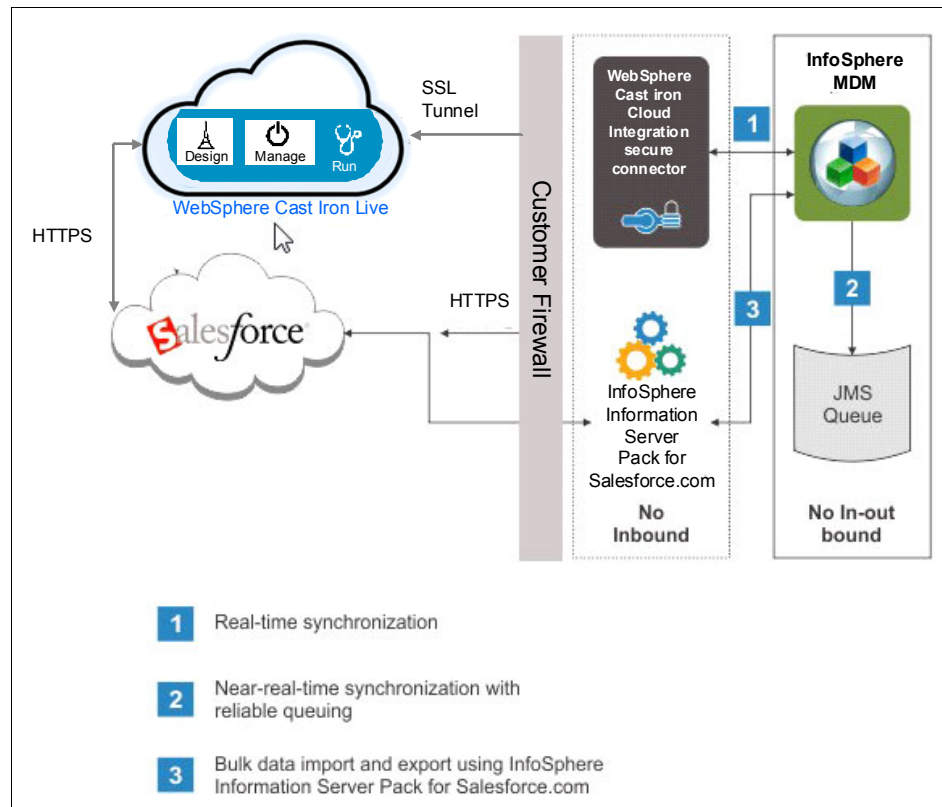 InfoSphere
MDM
WebSphere
Cast iron
Cloud
Integration
secure
connector
SSL
Tunnel
1
Design
Manage
Run
WebSphere Cast Iron Live
HTTPS
Customer Firewall
HTTPS
3
2
Salesforce
InfoSphere
Information
Server
Pack for
Salesforce.com
JMS
Queue
No
Inbound
No In-out
bound
1
Real-time synchronization
2
Near-real-time synchronization with
reliable queuing
3
Bulk data import and export using InfoSphere
Information Server Pack for Salesforce.com